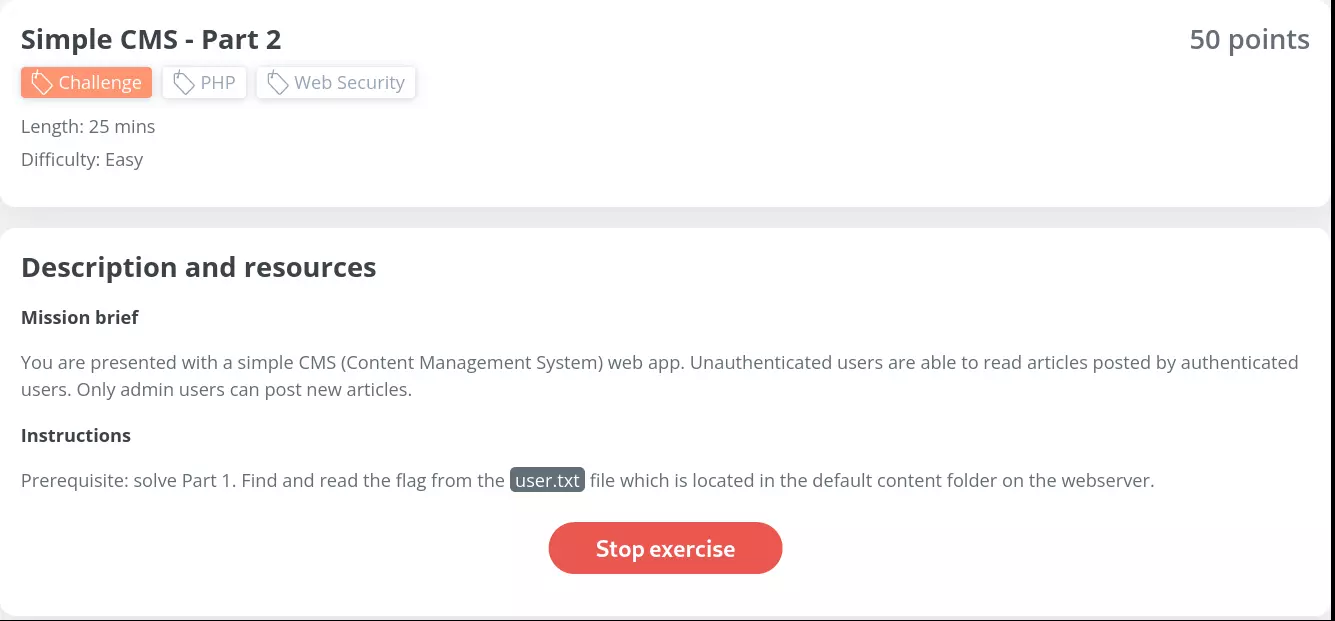 Simple CMS - Part 2
50 points
Challenge PHP Web Security
Length: 25 mins
Difficulty: Easy
Description and resources
Mission brief
You are presented with a simple CMS (Content Management System) web app. Unauthenticated users are able to read articles posted by authenticated
users. Only admin users can post new articles.
Instructions
Prerequisite: solve Part 1. Find and read the flag from the user.txt file which is located in the default content folder on the webserver.
Stop exercise